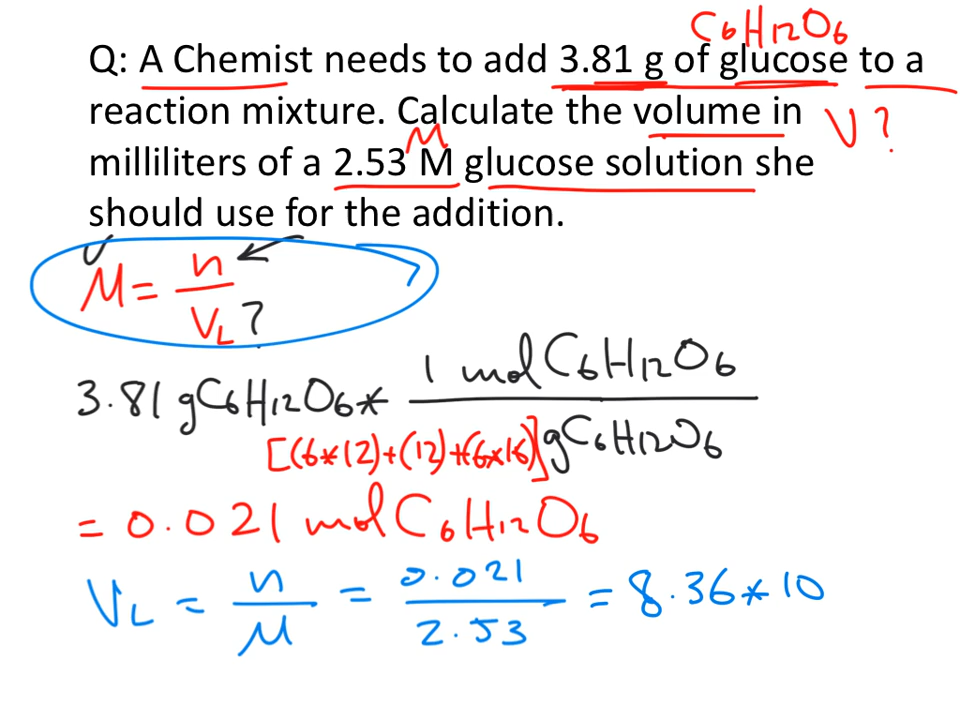 C6H12O6
Q: A Chemist needs to add 3.81 g of glucose to a
reaction mixture. Calculate the volume in V?
M
milliliters of a 2.53 M glucose solution she
should use for the addition.
M = n / VL ?
3.81 gC6H12O6 * 1 mol C6H12O6 / [(6*12)+(12)+(6x16)] gC6H12O6
= 0.021 mol C6H12O6
VL = n / M = 0.021 / 2.53 = 8.36 * 10